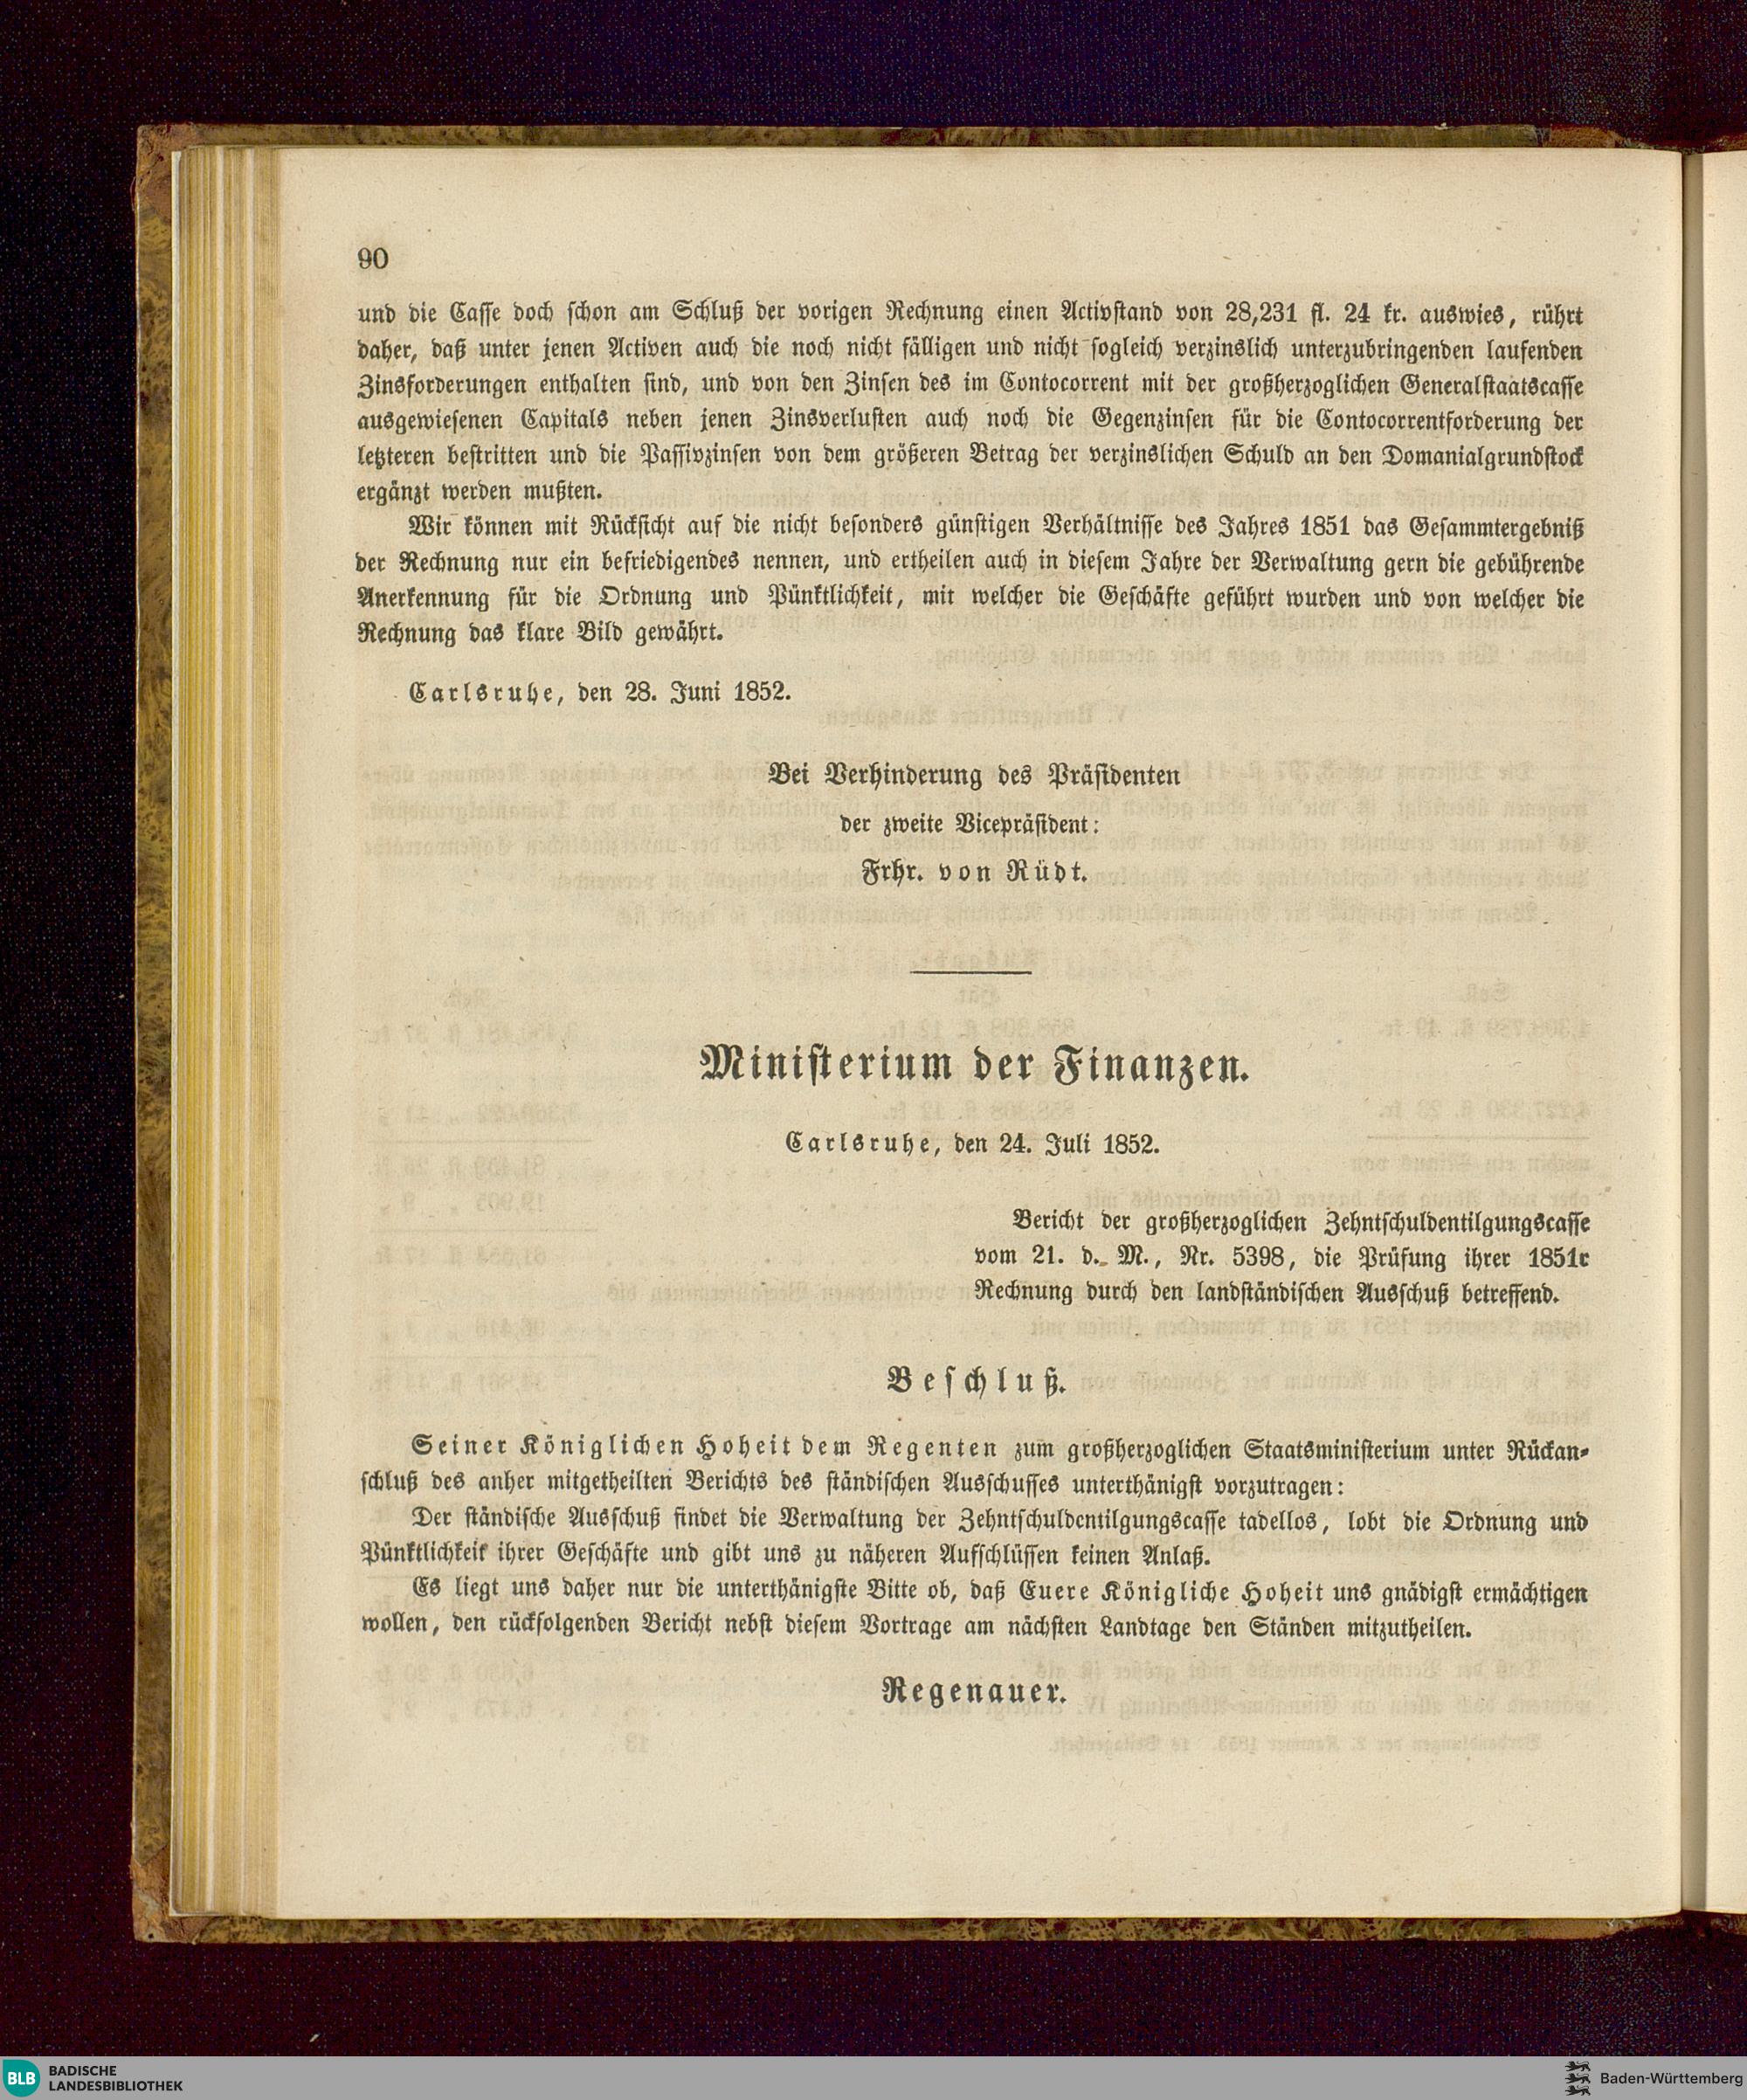 90
und die Casse doch schon am Schluß der vorigen Rechnung einen Activstand von 28,231 fl. 24 kr. auswies, rührt
daher, daß unter jenen Activen auch die noch nicht fälligen und nicht sogleich verzinslich unterzubringenden laufenden
Zinsforderungen enthalten sind, und von den Zinsen des im Contocorrent mit der großherzoglichen Generalstaatscasse
ausgewiesenen Capitals neben jenen Zinsverlusten auch noch die Gegenzinsen für die Contocorrentforderung der
letzteren bestritten und die Passivzinsen von dem größeren Betrag der verzinslichen Schuld an den Domanialgrundstock
ergänzt werden mußten.
Wir können mit Rücksicht auf die nicht besonders günstigen Verhältnisse des Jahres 1851 das Gesammtergebniß
der Rechnung nur ein befriedigendes nennen, und ertheilen auch in diesem Jahre der Verwaltung gern die gebührende
Anerkennung für die Ordnung und Pünktlichkeit, mit welcher die Geschäfte geführt wurden und von welcher die
Rechnung das klare Bild gewährt.
Carlsruhe, den 28. Juni 1852.
Bei Verhinderung des Präsidenten
der zweite Vicepräsident:
Frhr. von Rüdt.
Ministerium der Finanzen.
Carlsruhe, den 24. Juli 1852.
Bericht der großherzoglichen Zehntschuldentilgungscasse
vom 21. d. M., Nr. 5398, die Prüfung ihrer 1851r
Rechnung durch den landständischen Ausschuß betreffend.
Beschluß.
Seiner Königlichen Hoheit dem Regenten zum großherzoglichen Staatsministerium unter Rückan-
schluß des anher mitgetheilten Berichts des ständischen Ausschusses unterthänigst vorzutragen:
Der ständische Ausschuß findet die Verwaltung der Zehntschuldentilgungscasse tadellos, lobt die Ordnung und
Pünktlichkeit ihrer Geschäfte und gibt uns zu näheren Aufschlüssen keinen Anlaß.
Es liegt uns daher nur die unterthänigste Bitte ob, daß Euere Königliche Hoheit uns gnädigst ermächtigen
wollen, den rückfolgenden Bericht nebst diesem Vortrage am nächsten Landtage den Ständen mitzutheilen.
Regenauer.
BLB BADISCHE
LANDESBIBLIOTHEK
Baden-Württemberg